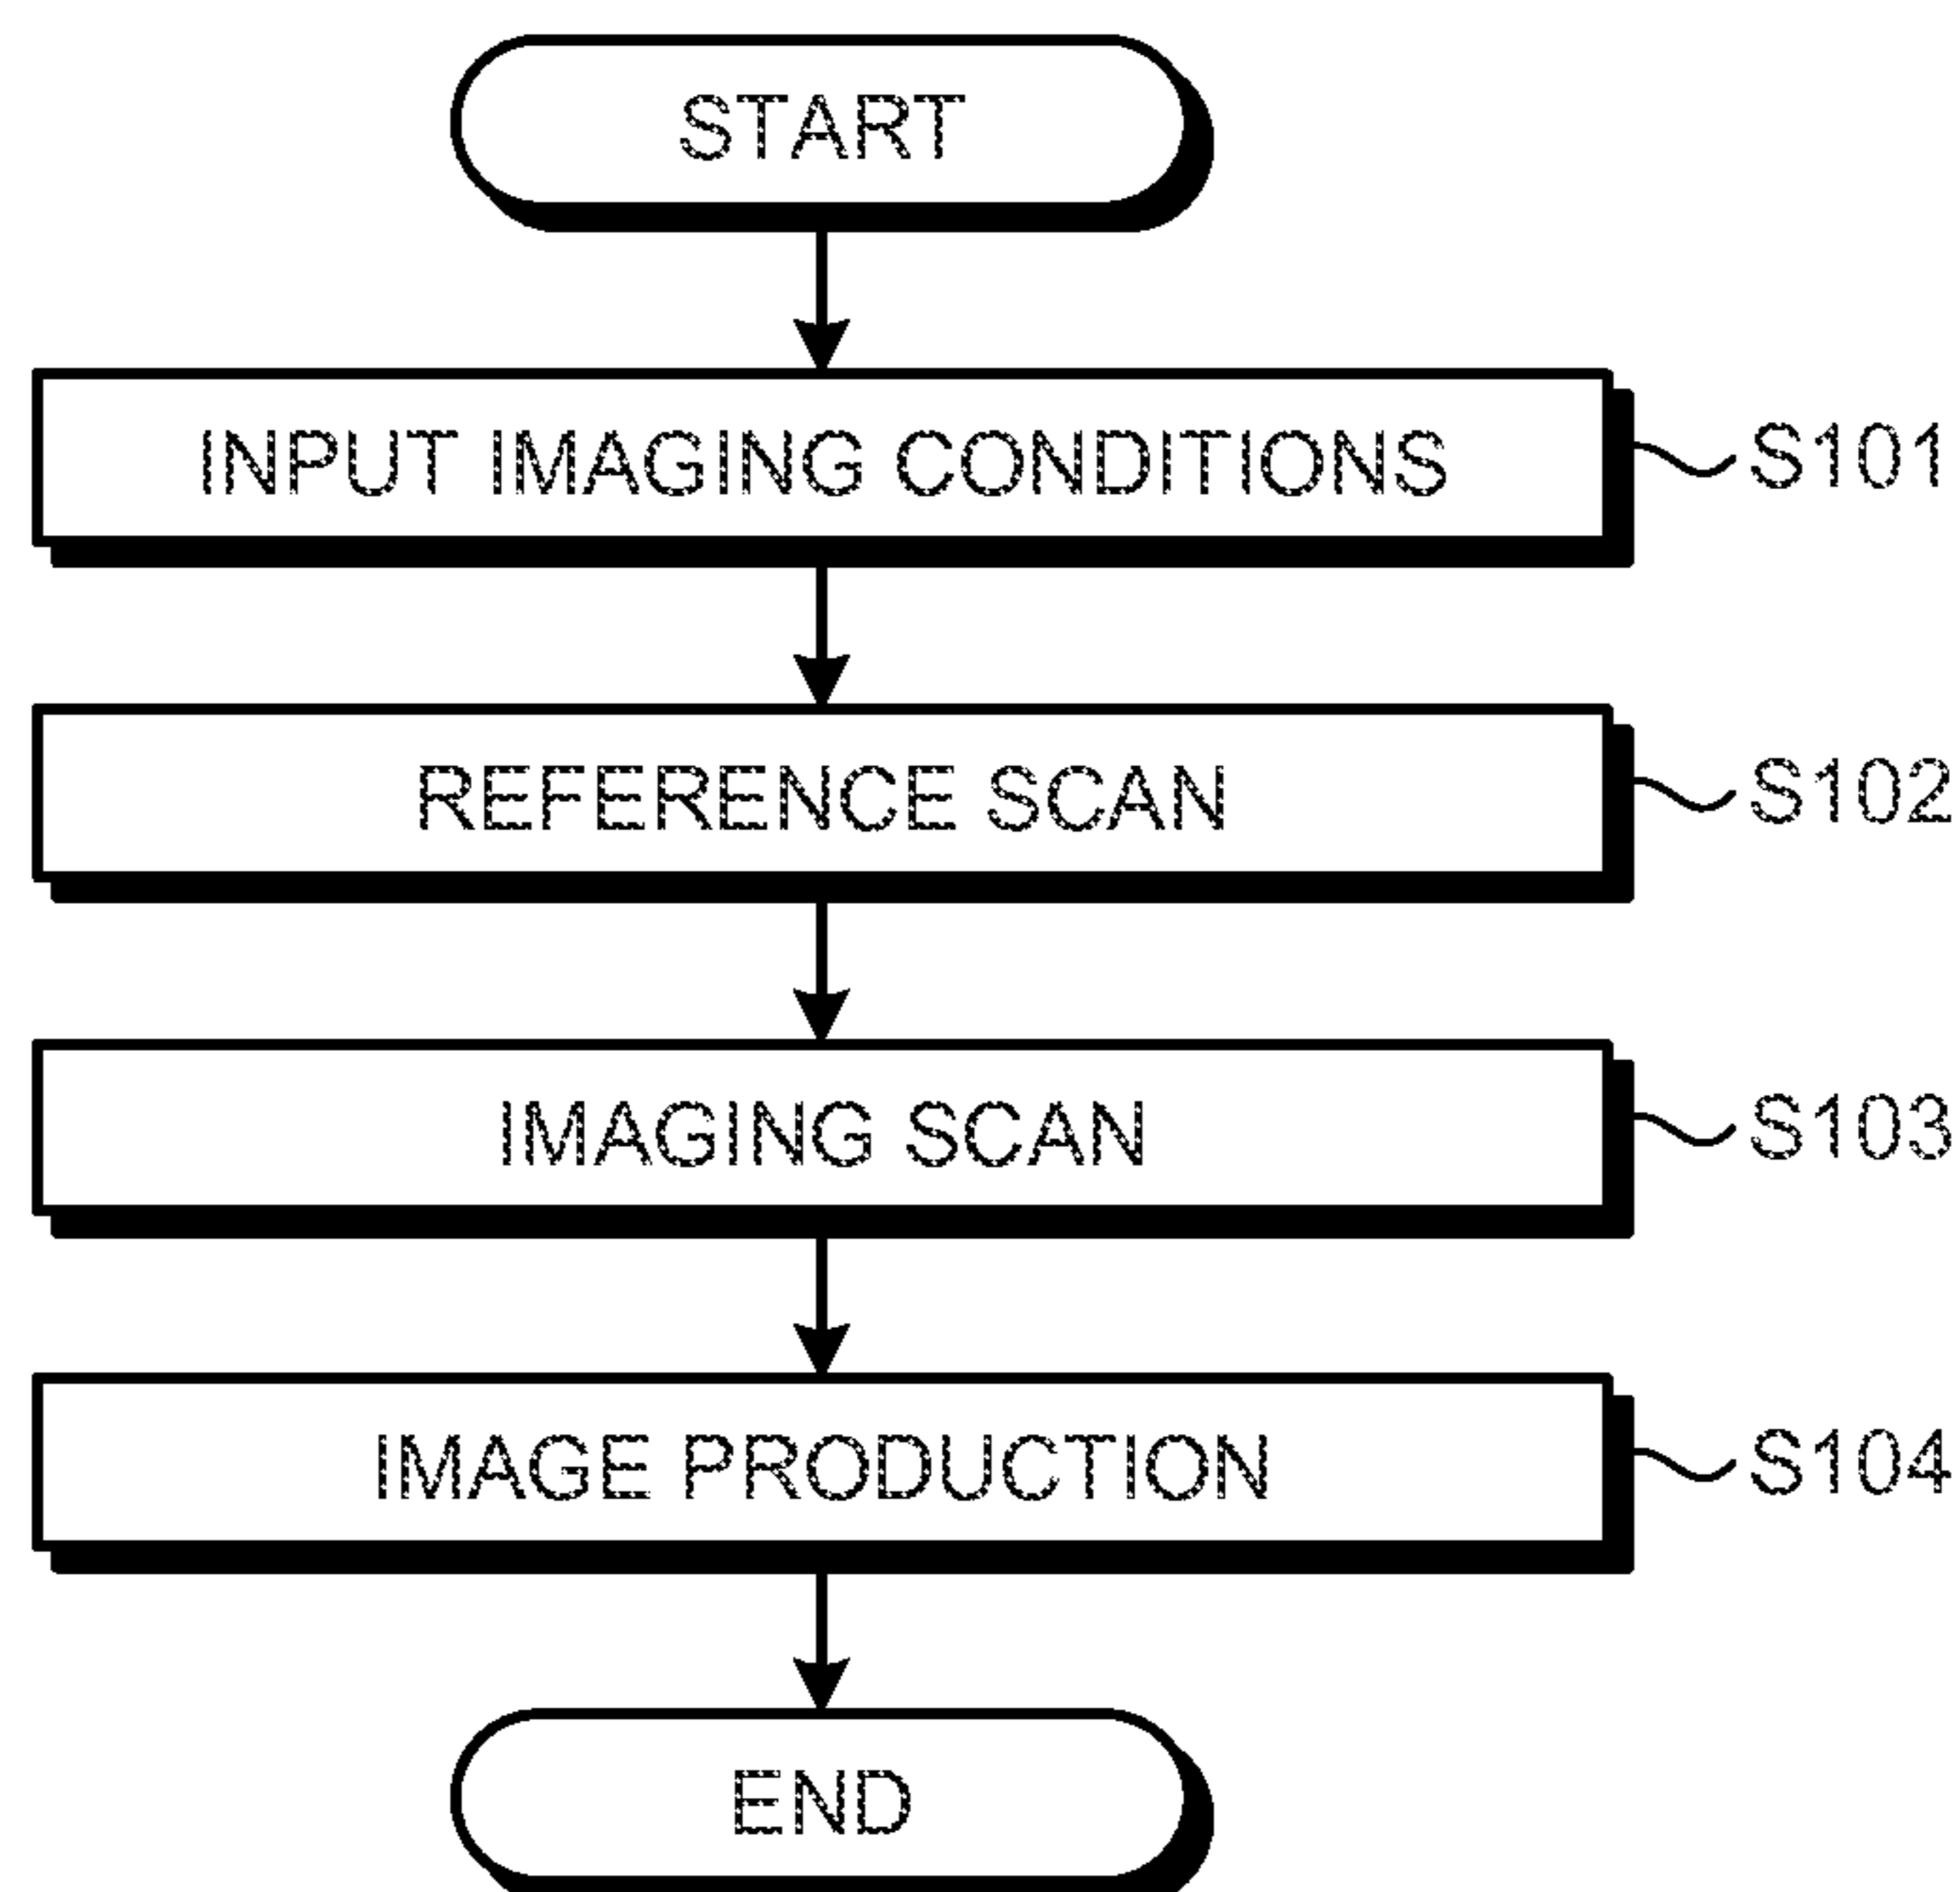 START
INPUT IMAGING CONDITIONS
S101
REFERENCE SCAN
S102
IMAGING SCAN
S103
IMAGE PRODUCTION
S104
END